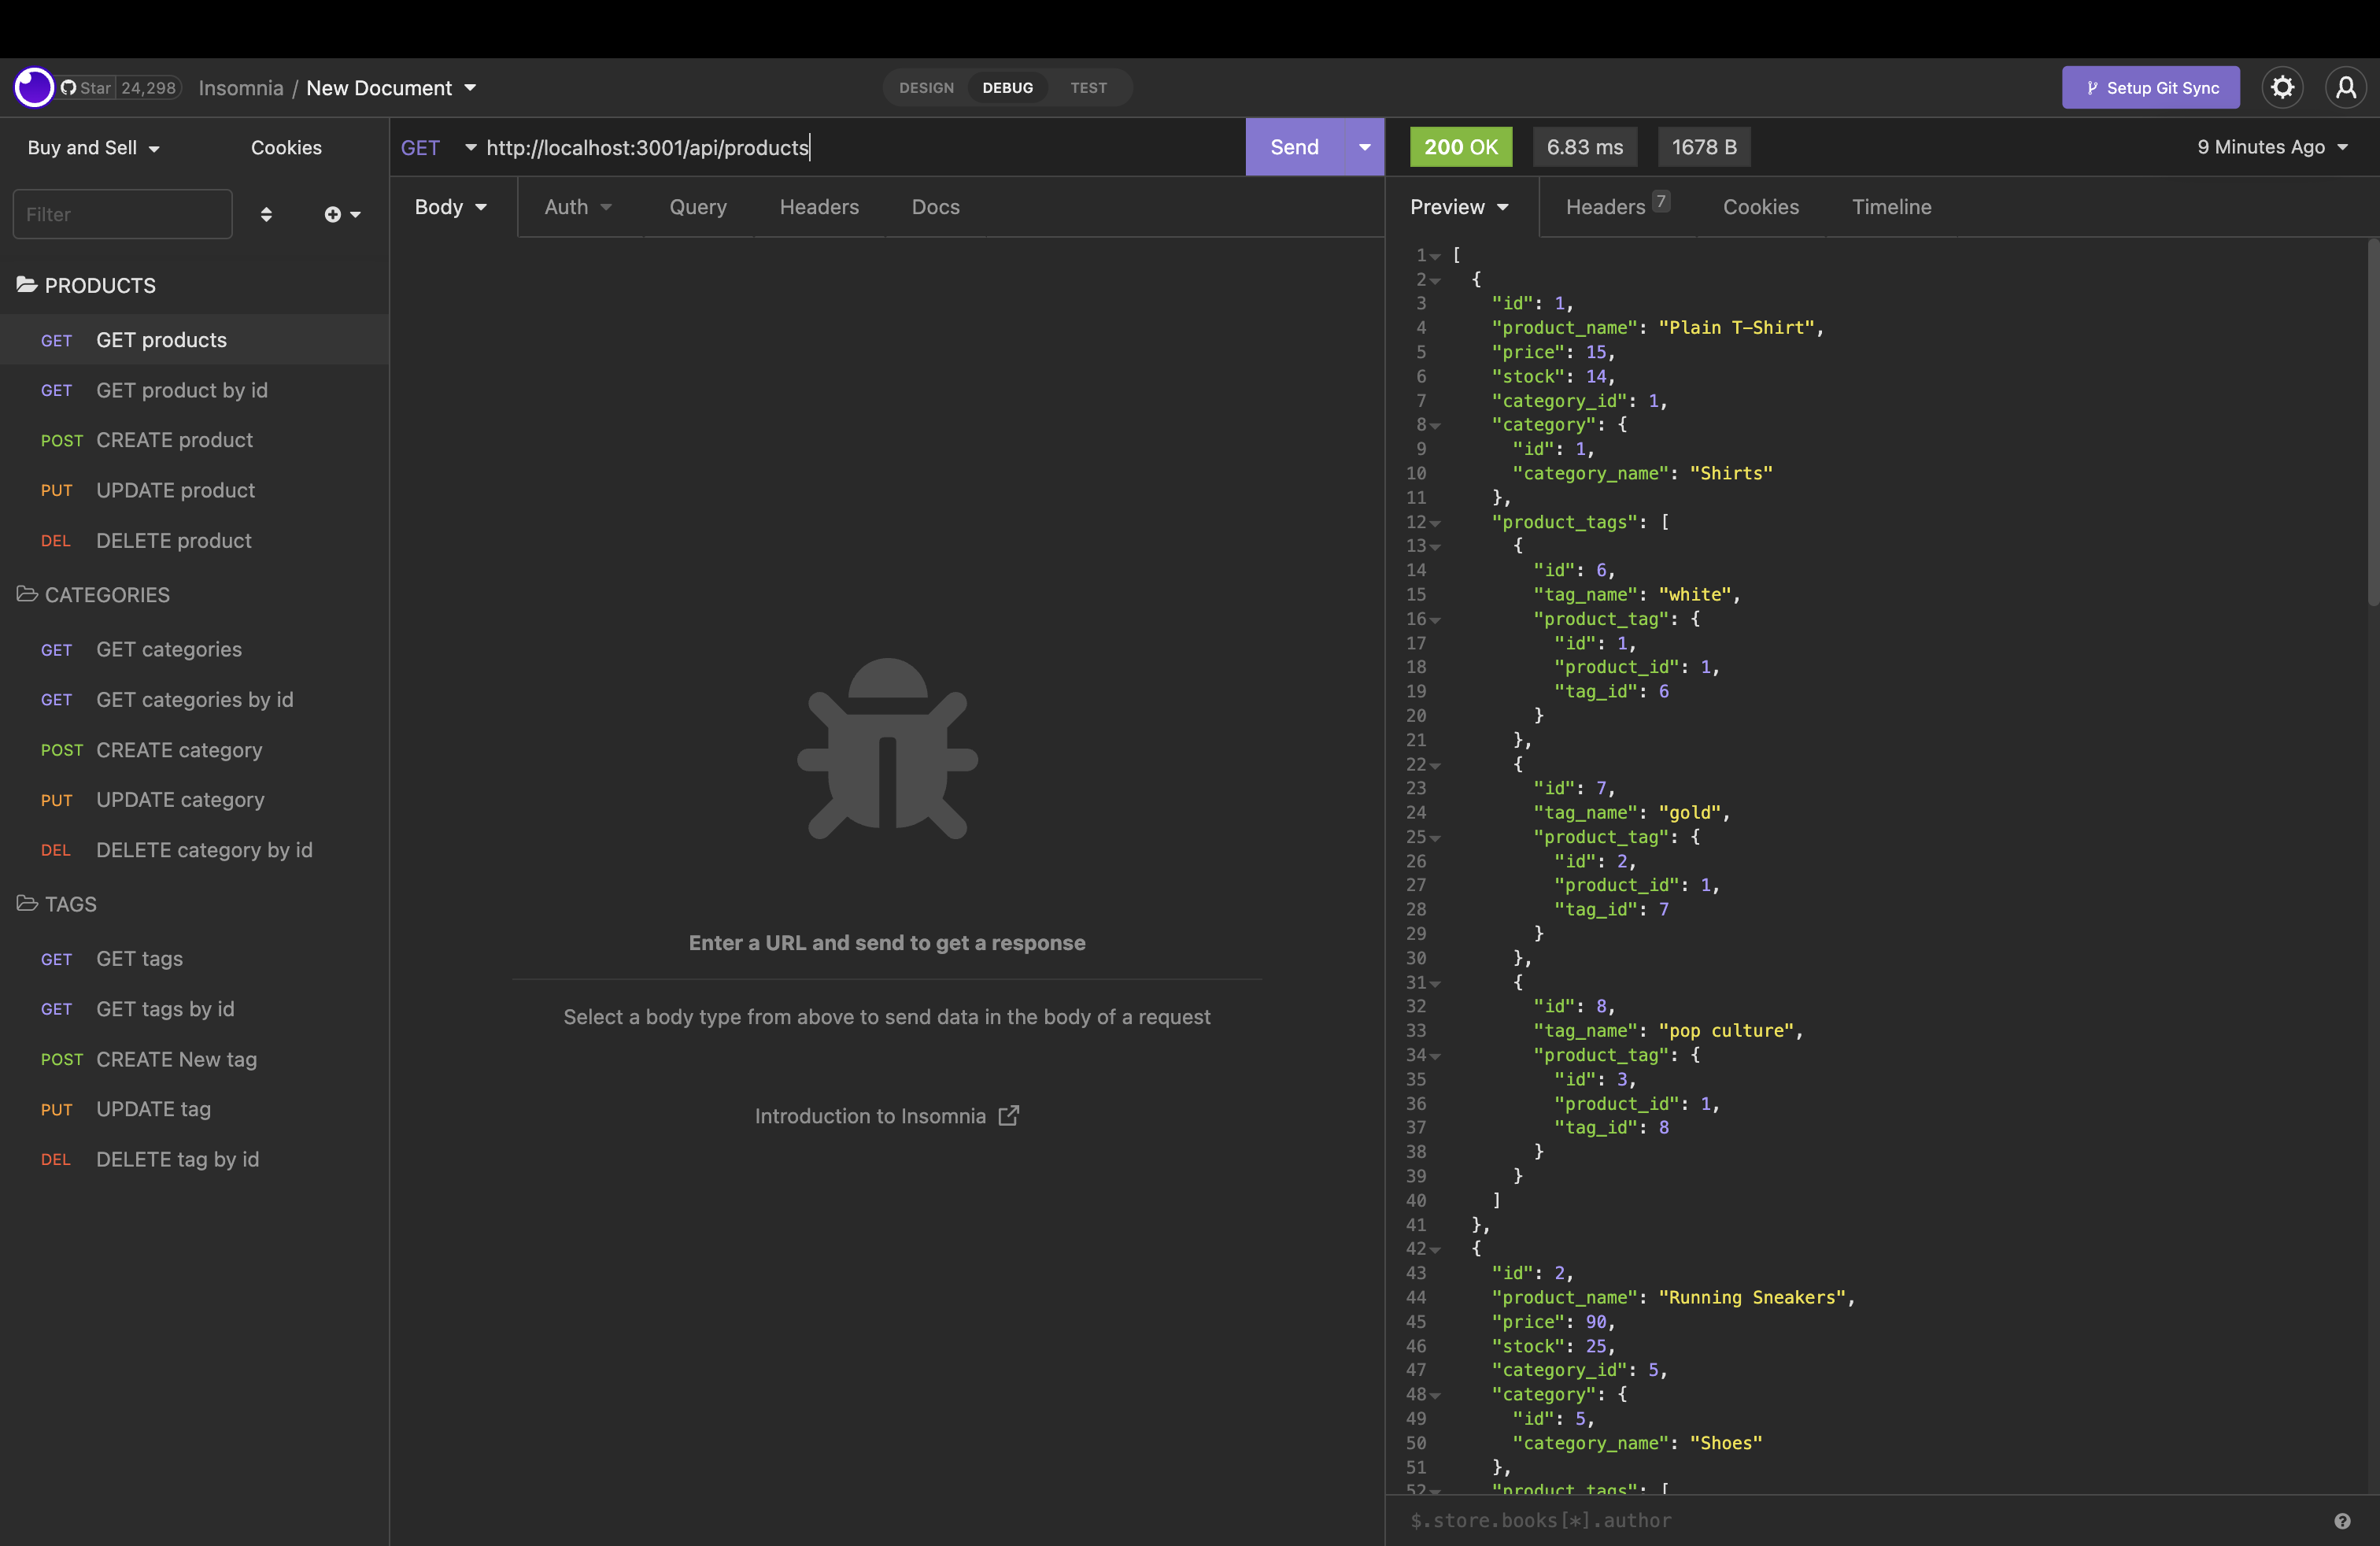 Star 24,298 Insomnia / New Document
DESIGN DEBUG TEST
Setup Git Sync
Buy and Sell Cookies
Filter
PRODUCTS
GET GET products
GET GET product by id
POST CREATE product
PUT UPDATE product
DEL DELETE product
CATEGORIES
GET GET categories
GET GET categories by id
POST CREATE category
PUT UPDATE category
DEL DELETE category by id
TAGS
GET GET tags
GET GET tags by id
POST CREATE New tag
PUT UPDATE tag
DEL DELETE tag by id
GET http://localhost:3001/api/products Send
Body Auth Query Headers Docs
Enter a URL and send to get a response
Select a body type from above to send data in the body of a request
Introduction to Insomnia
200 OK 6.83 ms 1678 B 9 Minutes Ago
Preview Headers 7 Cookies Timeline
1 [
2 {
3 "id": 1,
4 "product_name": "Plain T-Shirt",
5 "price": 15,
6 "stock": 14,
7 "category_id": 1,
8 "category": {
9 "id": 1,
10 "category_name": "Shirts"
11 },
12 "product_tags": [
13 {
14 "id": 6,
15 "tag_name": "white",
16 "product_tag": {
17 "id": 1,
18 "product_id": 1,
19 "tag_id": 6
20 }
21 },
22 {
23 "id": 7,
24 "tag_name": "gold",
25 "product_tag": {
26 "id": 2,
27 "product_id": 1,
28 "tag_id": 7
29 }
30 },
31 {
32 "id": 8,
33 "tag_name": "pop culture",
34 "product_tag": {
35 "id": 3,
36 "product_id": 1,
37 "tag_id": 8
38 }
39 }
40 ]
41 },
42 {
43 "id": 2,
44 "product_name": "Running Sneakers",
45 "price": 90,
46 "stock": 25,
47 "category_id": 5,
48 "category": {
49 "id": 5,
50 "category_name": "Shoes"
51 },
52 "product_tags": [
$.store.books[*].author